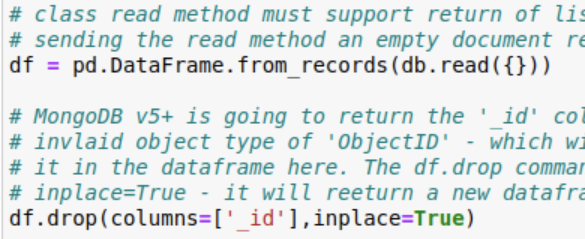 # class read method must support return of lis
# sending the read method an empty document re
df = pd.DataFrame.from_records(db.read({}))
# MongoDB v5+ is going to return the '_id' col
# invlaid object type of 'ObjectID' - which wi
# it in the dataframe here. The df.drop comman
# inplace=True - it will reeturn a new datafra
df.drop(columns=['_id'],inplace=True)